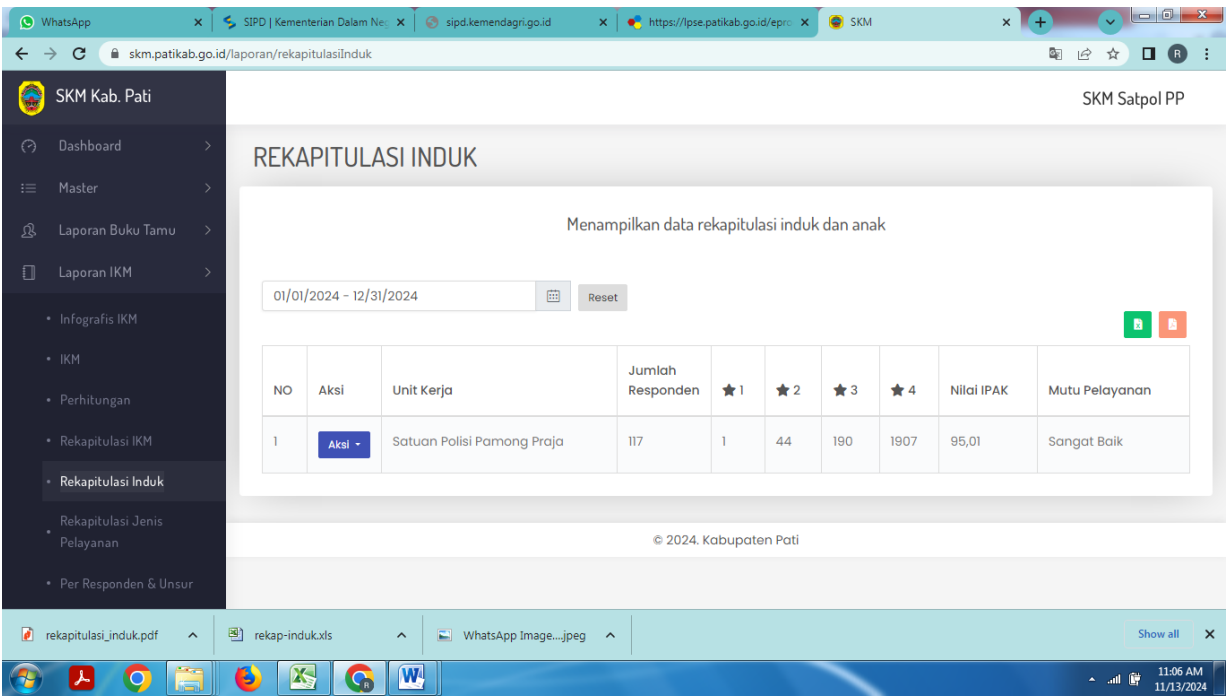 WhatsApp
SIPD | Kementerian Dalam Neg
sipd.kemendagri.go.id
https://lpse.patikab.go.id/epro
SKM
skm.patikab.go.id/laporan/rekapitulasiInduk
R
SKM Kab. Pati
SKM Satpol PP
Dashboard
Master
Laporan Buku Tamu
Laporan IKM
Infografis IKM
IKM
Perhitungan
Rekapitulasi IKM
Rekapitulasi Induk
Rekapitulasi Jenis
Pelayanan
Per Responden & Unsur
REKAPITULASI INDUK
Menampilkan data rekapitulasi induk dan anak
01/01/2024 - 12/31/2024
Reset
NO Aksi Unit Kerja Jumlah Responden ★ 1 ★ 2 ★ 3 ★ 4 Nilai IPAK Mutu Pelayanan
1 Aksi Satuan Polisi Pamong Praja 117 1 44 190 1907 95,01 Sangat Baik
© 2024. Kabupaten Pati
rekapitulasi_induk.pdf
rekap-induk.xls
WhatsApp Image....jpeg
Show all
11:06 AM
11/13/2024